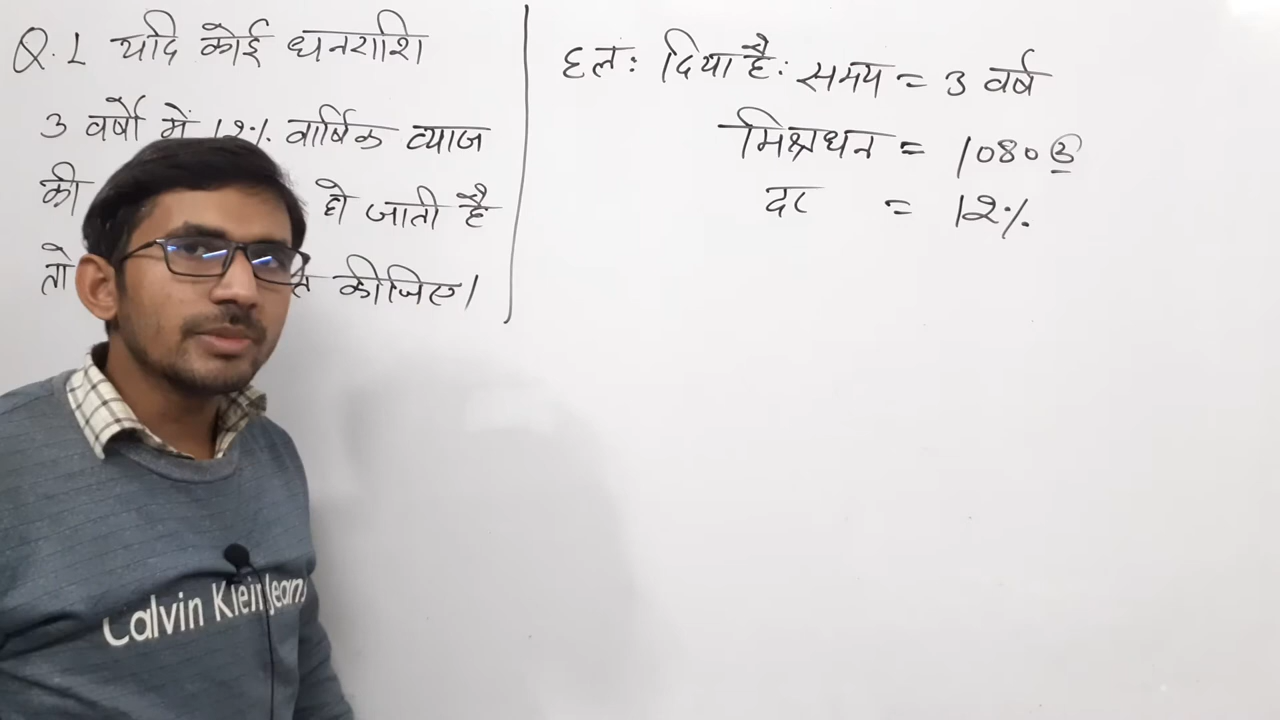 Q.1 यदि कोई धनराशि
3 वर्षों में 12% वार्षिक ब्याज
की हो जाती है
तो कीजिए।
हल: दिया है: समय = 3 वर्ष
मिश्रधन = 1080 रु
दर = 12%
Calvin Klein Jeans